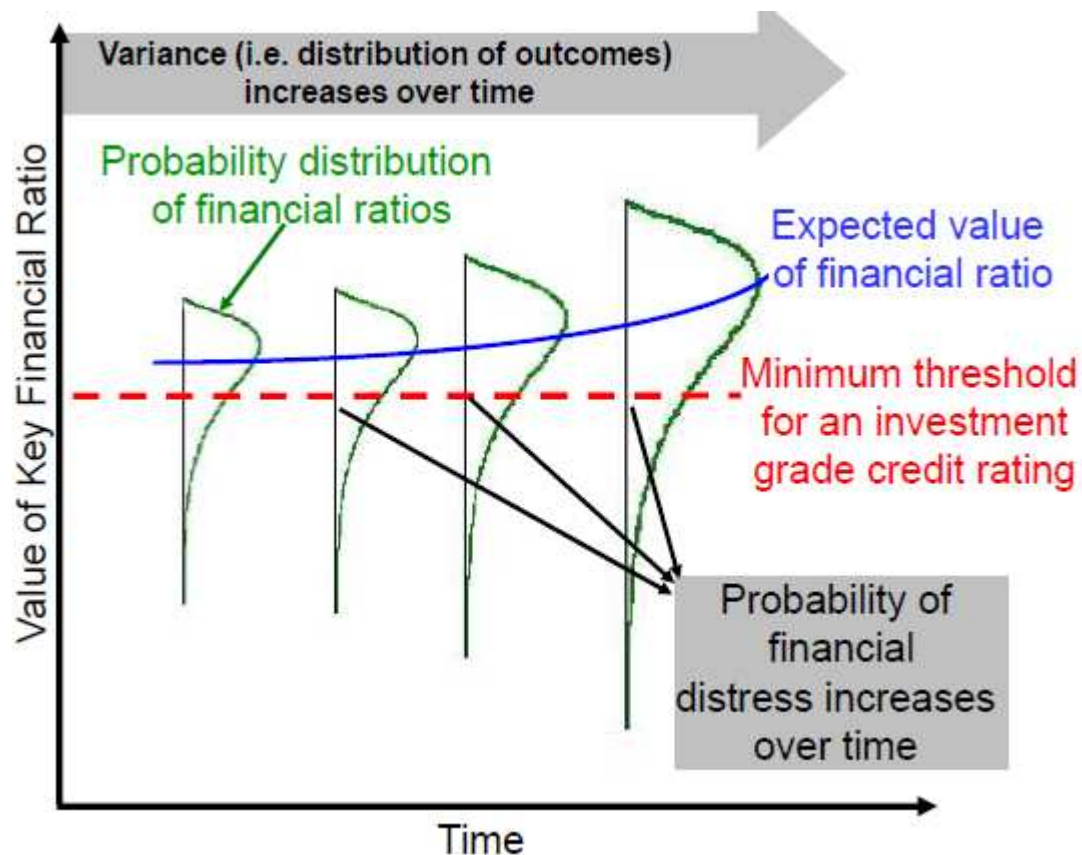 Variance (i.e. distribution of outcomes)
increases over time
Probability distribution
of financial ratios
Expected value
of financial ratio
Minimum threshold
for an investment
grade credit rating
Probability of
financial
distress increases
over time
Value of Key Financial Ratio
Time